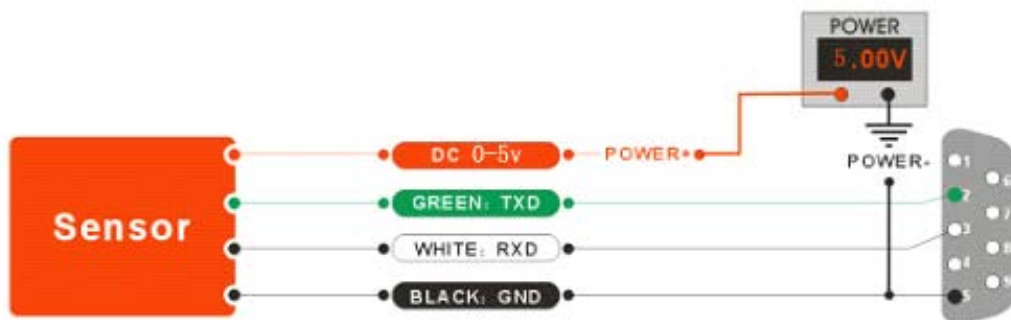 POWER
5.00V
DC 0-5v
POWER+
POWER-
GREEN: TXD
Sensor
WHITE: RXD
BLACK: GND
1
2
3
4
5
6
7
8
9